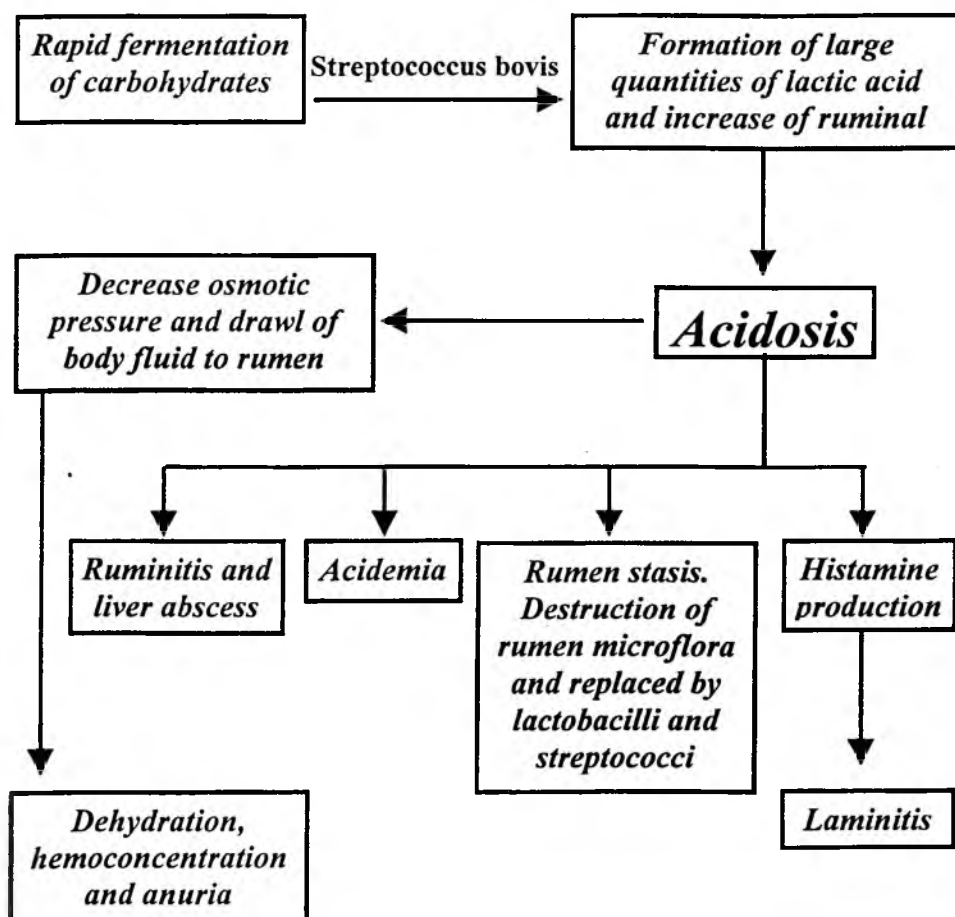 Rapid fermentation
of carbohydrates
Streptococcus bovis
Formation of large
quantities of lactic acid
and increase of ruminal
Acidosis
Decrease osmotic
pressure and drawl of
body fluid to rumen
Ruminitis and
liver abscess
Acidemia
Rumen stasis.
Destruction of
rumen microflora
and replaced by
lactobacilli and
streptococci
Histamine
production
Laminitis
Dehydration,
hemoconcentration
and anuria